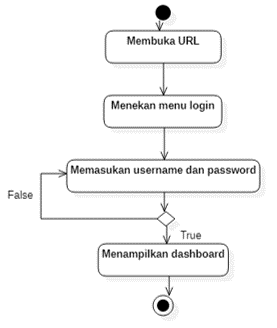 Membuka URL
Menekan menu login
Memasukan username dan password
False
True
Menampilkan dashboard